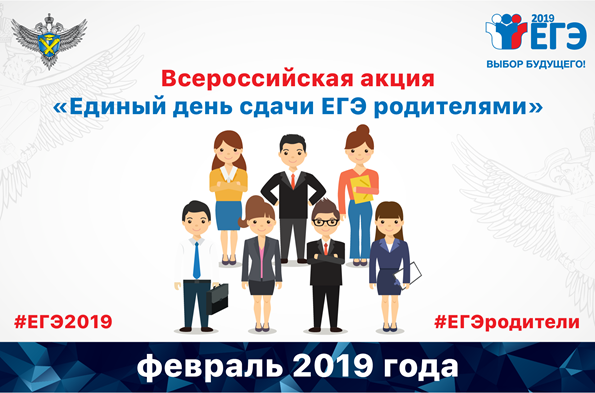 2019
ЕГЭ
ВЫБОР БУДУЩЕГО!
Всероссийская акция
«Единый день сдачи ЕГЭ родителями»
#ЕГЭ2019
#ЕГЭродители
февраль 2019 года